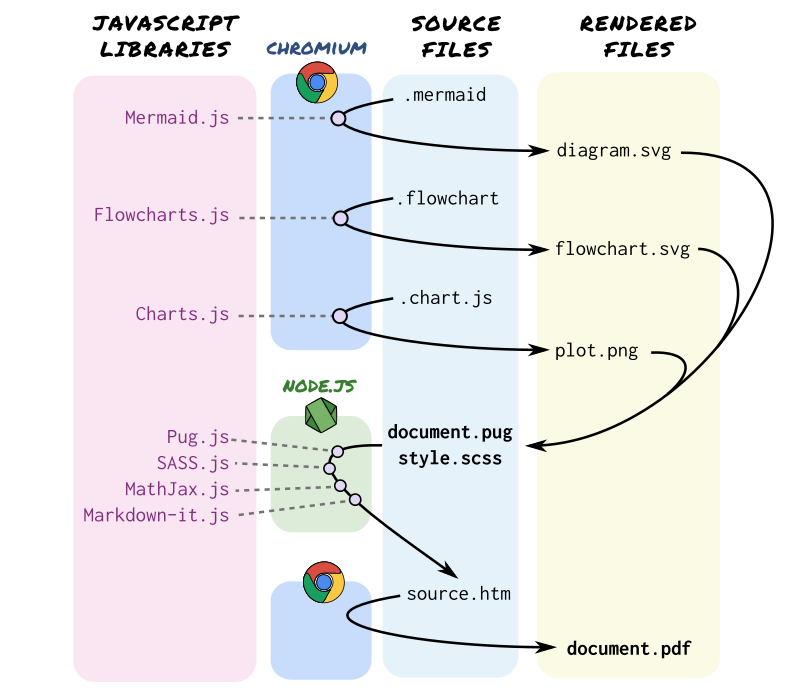 JAVASCRIPT
LIBRARIES
CHROMIUM
SOURCE
FILES
RENDERED
FILES
Mermaid.js
.mermaid
diagram.svg
Flowcharts.js
.flowchart
flowchart.svg
Charts.js
.chart.js
plot.png
NODE.JS
Pug.js
SASS.js
MathJax.js
Markdown-it.js
document.pug
style.scss
source.htm
document.pdf